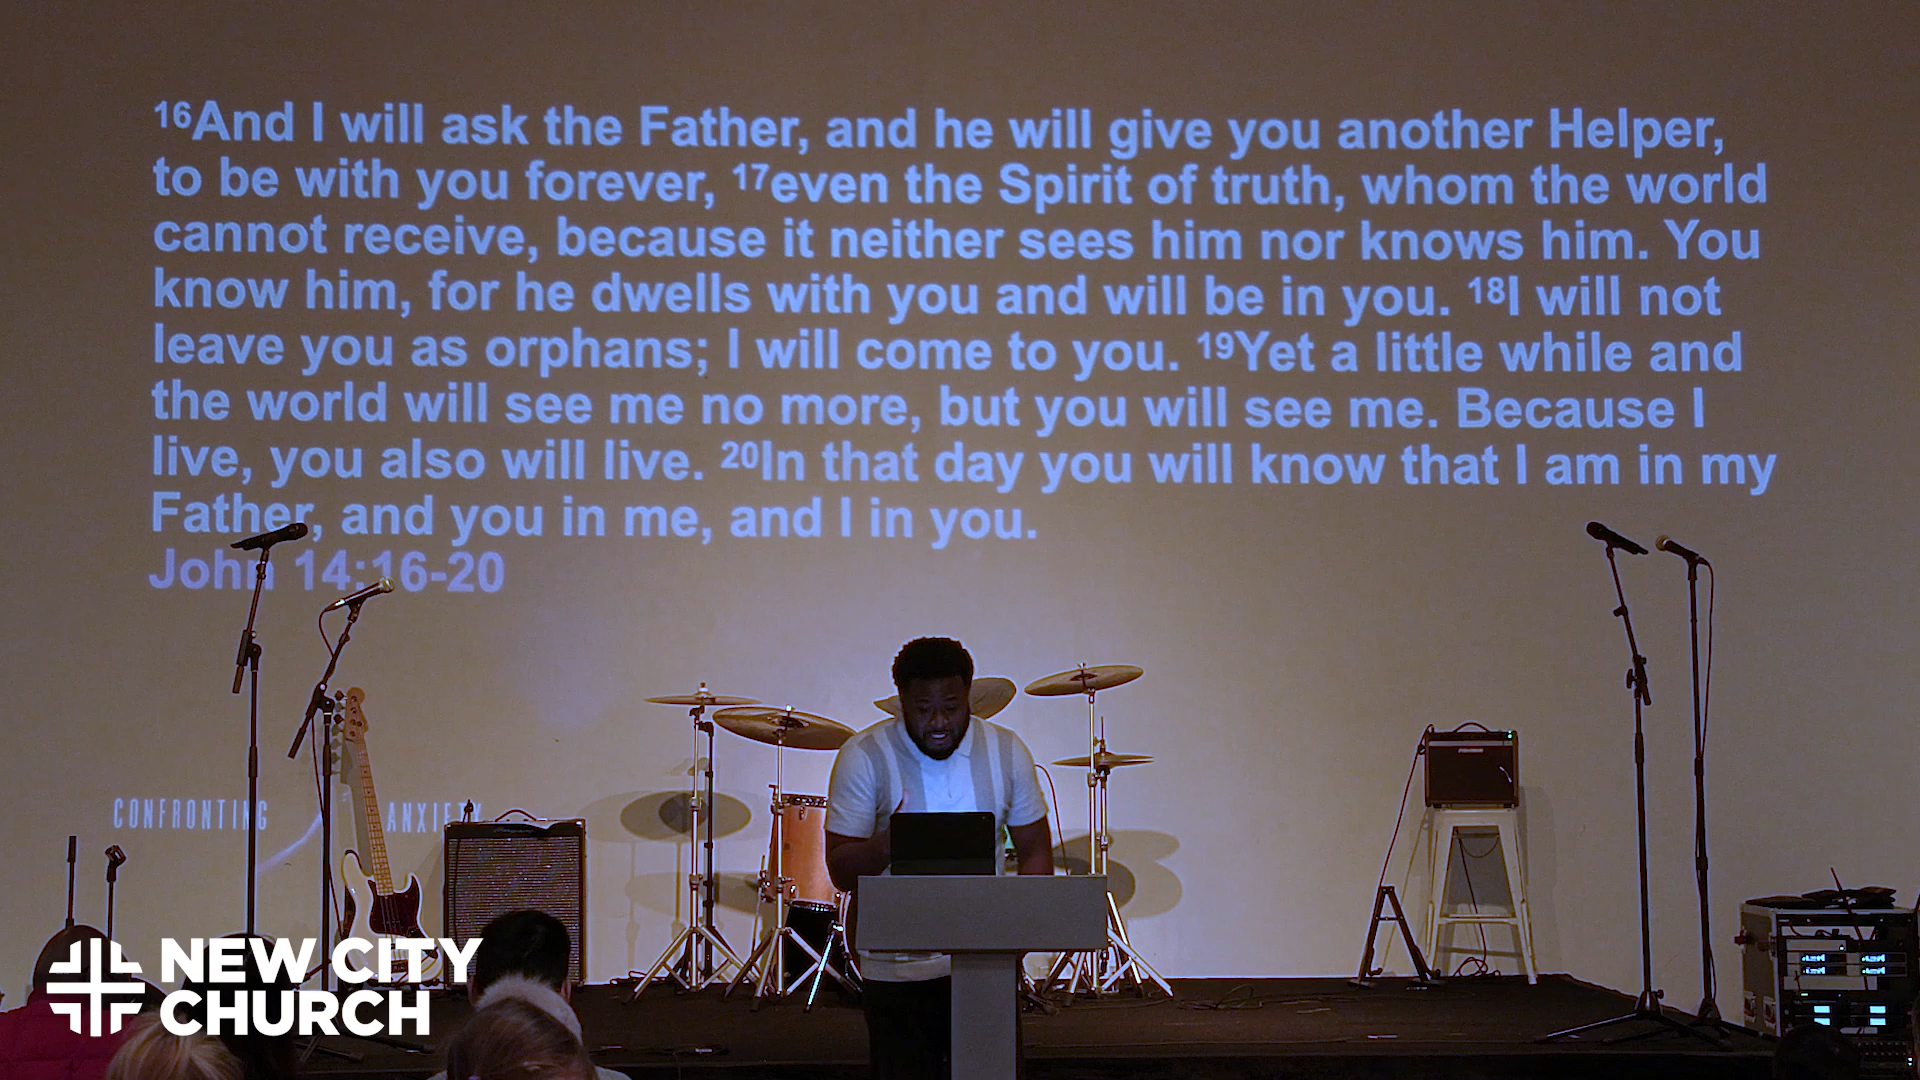 16And I will ask the Father, and he will give you another Helper,
to be with you forever, 17even the Spirit of truth, whom the world
cannot receive, because it neither sees him nor knows him. You
know him, for he dwells with you and will be in you. 18I will not
leave you as orphans; I will come to you. 19Yet a little while and
the world will see me no more, but you will see me. Because I
live, you also will live. 20In that day you will know that I am in my
Father, and you in me, and I in you.
John 14:16-20
CONFRONTING ANXIETY
NEW CITY
CHURCH